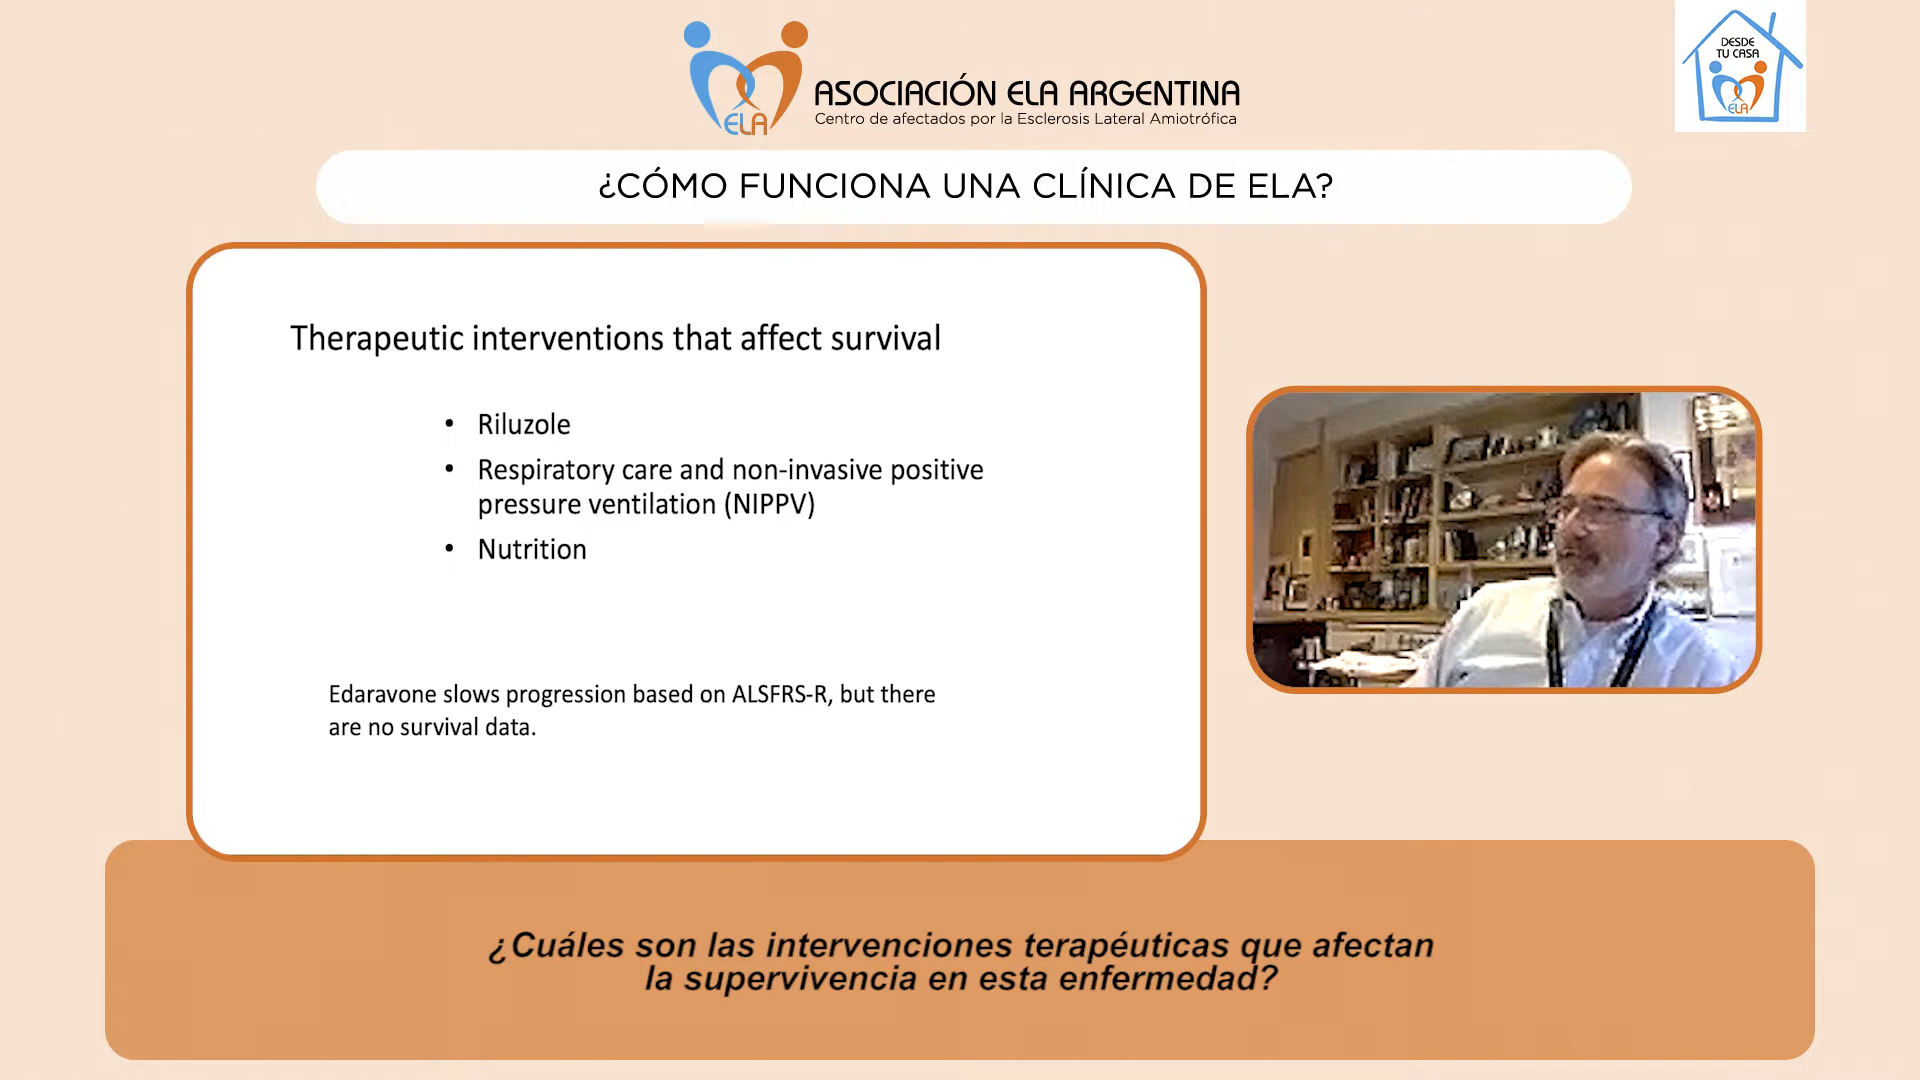 ELA
ASOCIACIÓN ELA ARGENTINA
Centro de afectados por la Esclerosis Lateral Amiotrófica
DESDE
TU CASA
ELA
¿CÓMO FUNCIONA UNA CLÍNICA DE ELA?
Therapeutic interventions that affect survival
• Riluzole
• Respiratory care and non-invasive positive
pressure ventilation (NIPPV)
• Nutrition
Edaravone slows progression based on ALSFRS-R, but there
are no survival data.
¿Cuáles son las intervenciones terapéuticas que afectan
la supervivencia en esta enfermedad?